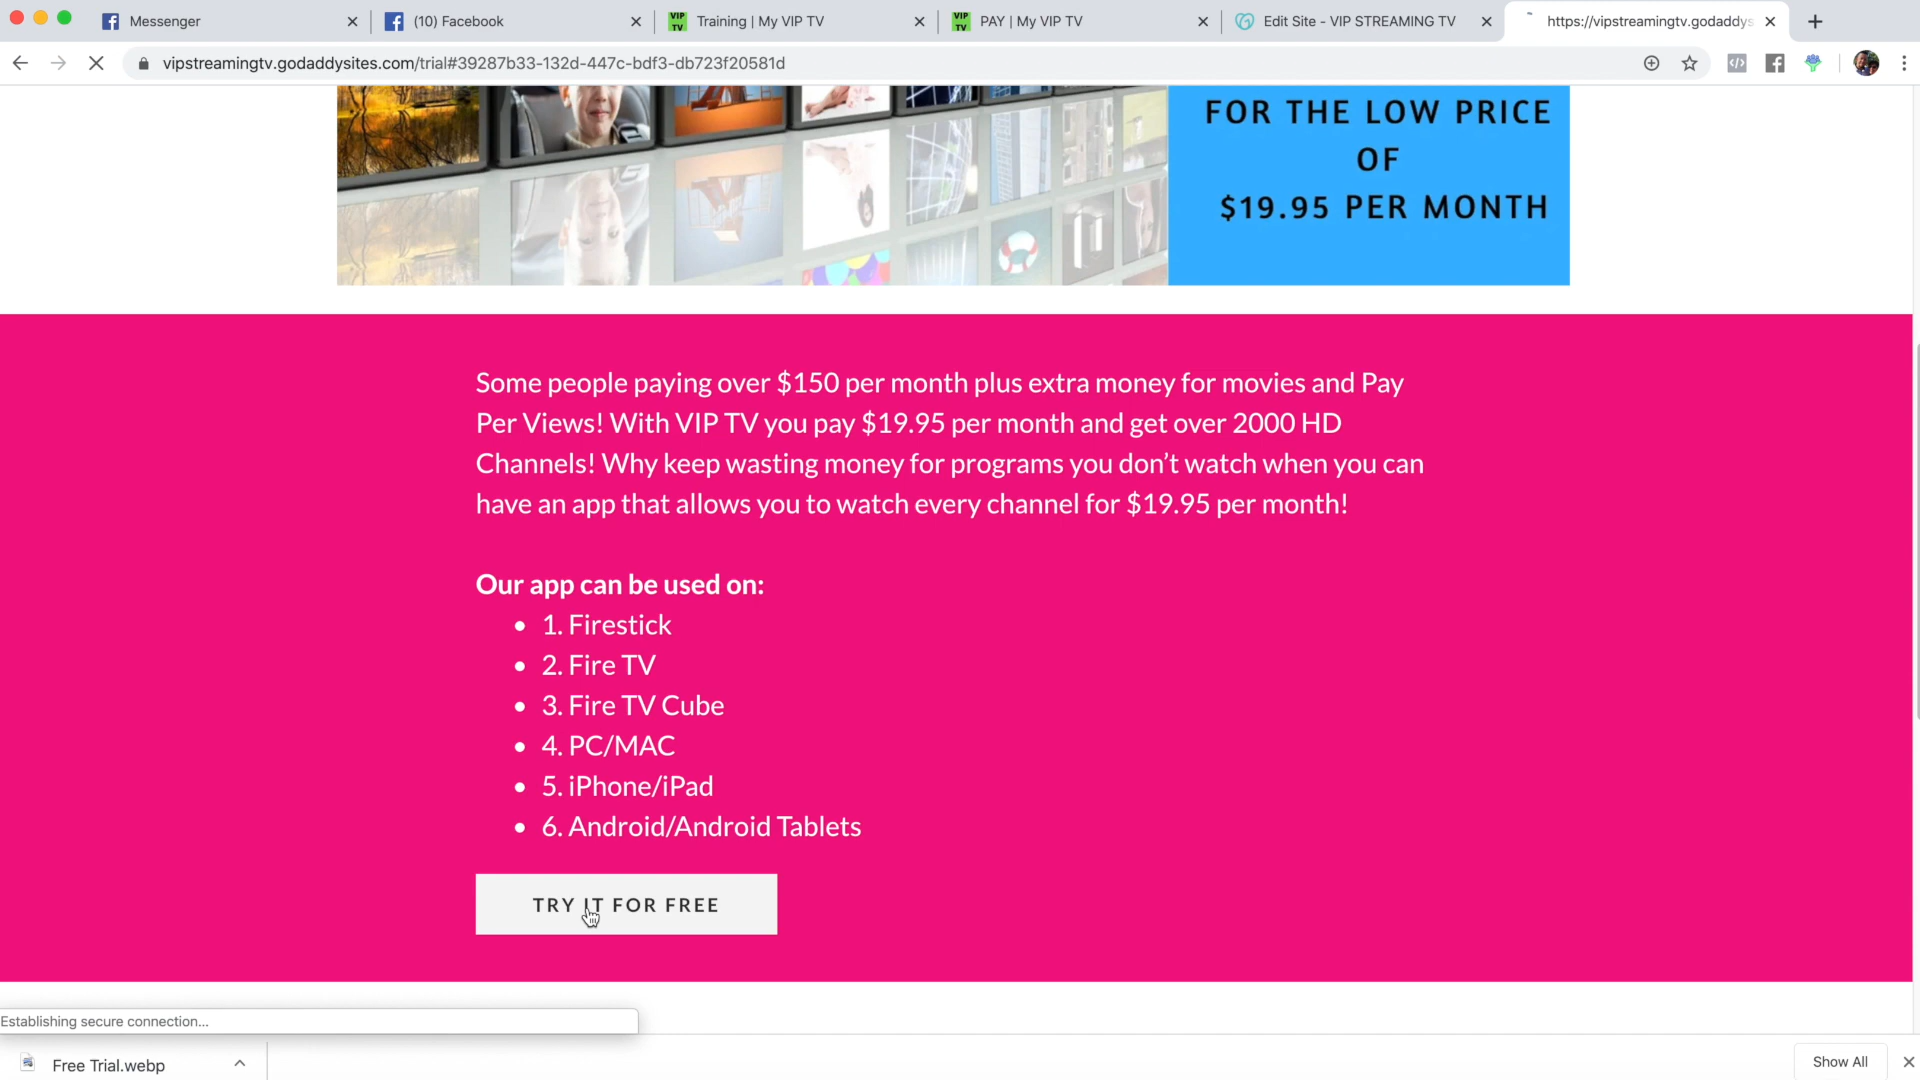 Messenger
(10) Facebook
VIP TV
Training | My VIP TV
VIP TV
PAY | My VIP TV
Edit Site - VIP STREAMING TV
https://vipstreamingtv.godaddys
vipstreamingtv.godaddysites.com/trial#39287b33-132d-447c-bdf3-db723f20581d
FOR THE LOW PRICE
OF
$19.95 PER MONTH
Some people paying over $150 per month plus extra money for movies and Pay
Per Views! With VIP TV you pay $19.95 per month and get over 2000 HD
Channels! Why keep wasting money for programs you don’t watch when you can
have an app that allows you to watch every channel for $19.95 per month!
Our app can be used on:
• 1. Firestick
• 2. Fire TV
• 3. Fire TV Cube
• 4. PC/MAC
• 5. iPhone/iPad
• 6. Android/Android Tablets
TRY IT FOR FREE
Establishing secure connection...
Free Trial.webp
Show All